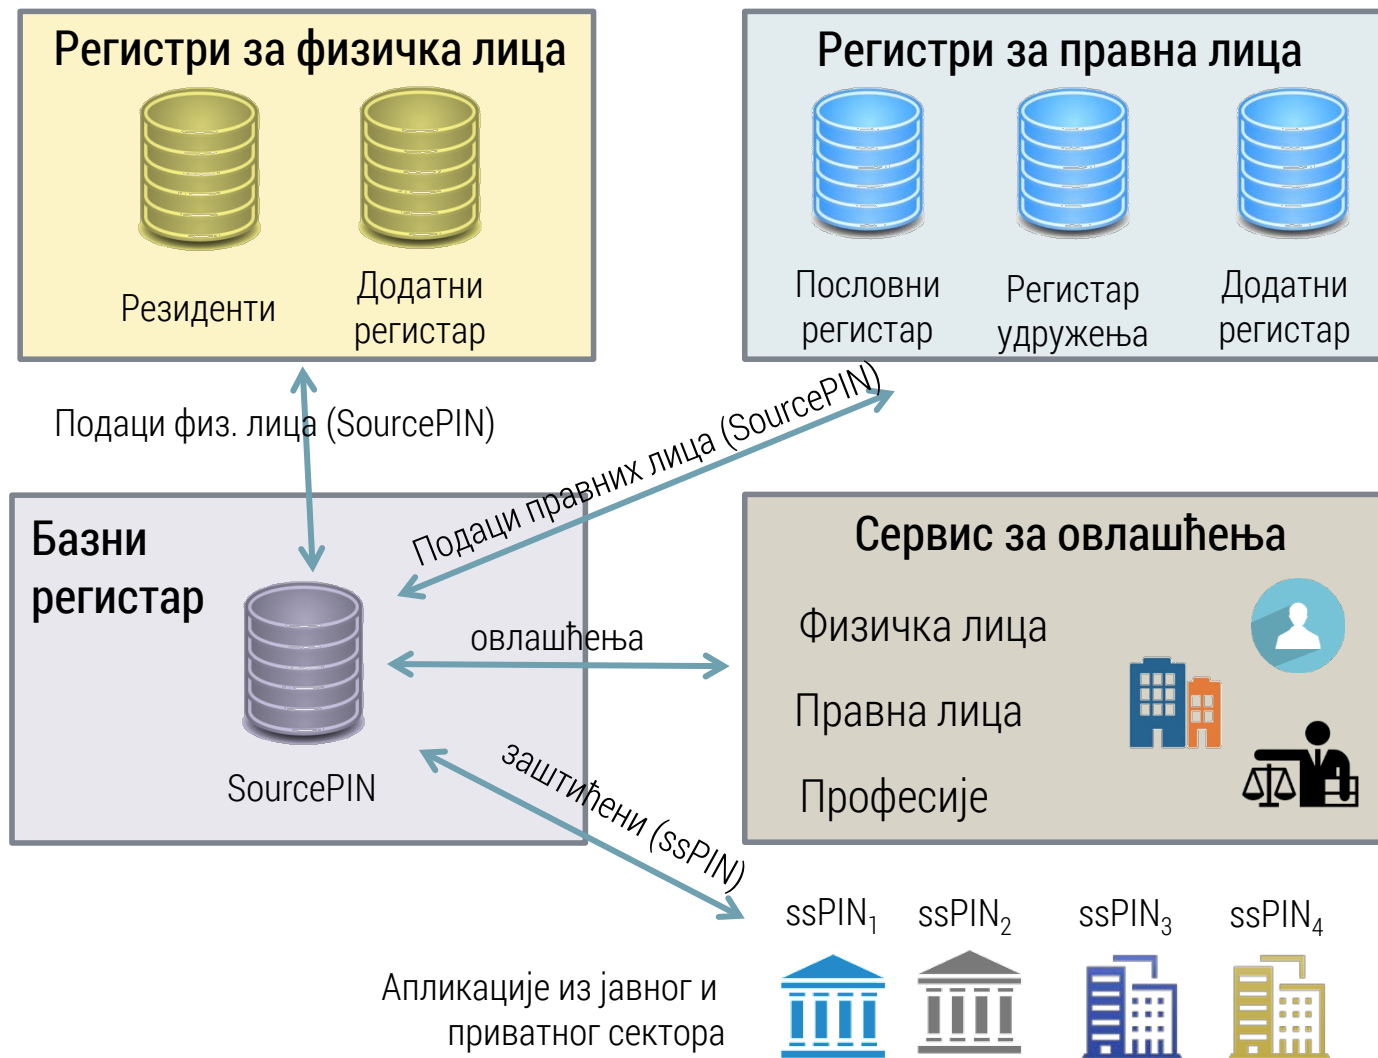 Регистри за физичка лица
Резиденти
Додатни
регистар
Регистри за правна лица
Пословни
регистар
Регистар
удружења
Додатни
регистар
Подаци физ. лица (SourcePIN)
Подаци правних лица (SourcePIN)
Базни
регистар
SourcePIN
овлашћења
заштићени (ssPIN)
Сервис за овлашћења
Физичка лица
Правна лица
Професије
ssPIN₁ ssPIN₂ ssPIN₃ ssPIN₄
Апликације из јавног и
приватног сектора